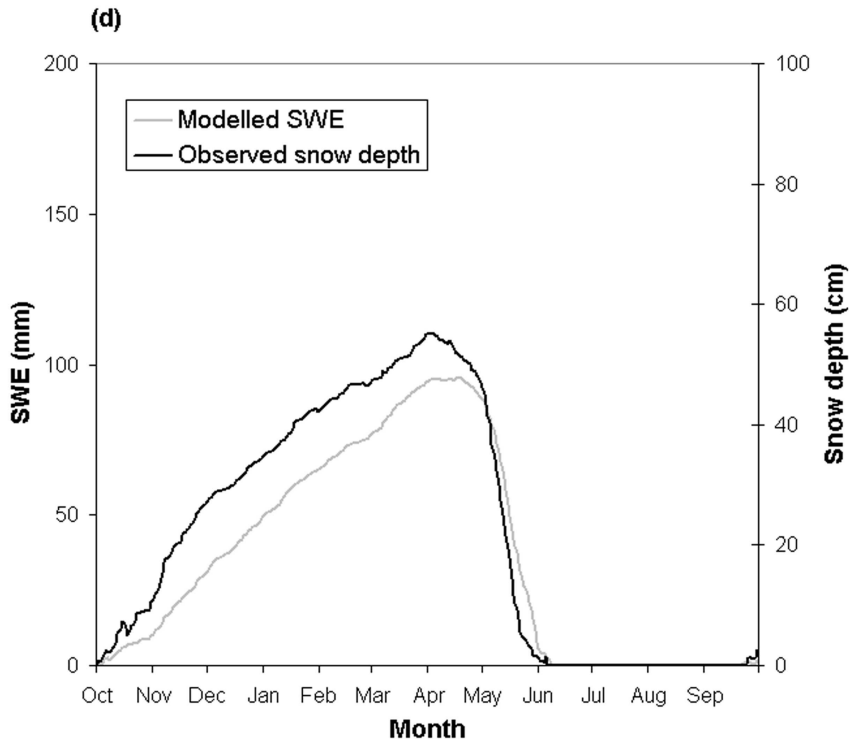 (d)
200
100
Modelled SWE
Observed snow depth
80
150
60
SWE (mm)
100
Snow depth (cm)
40
50
20
0
0
Oct Nov Dec Jan Feb Mar Apr May Jun Jul Aug Sep
Month